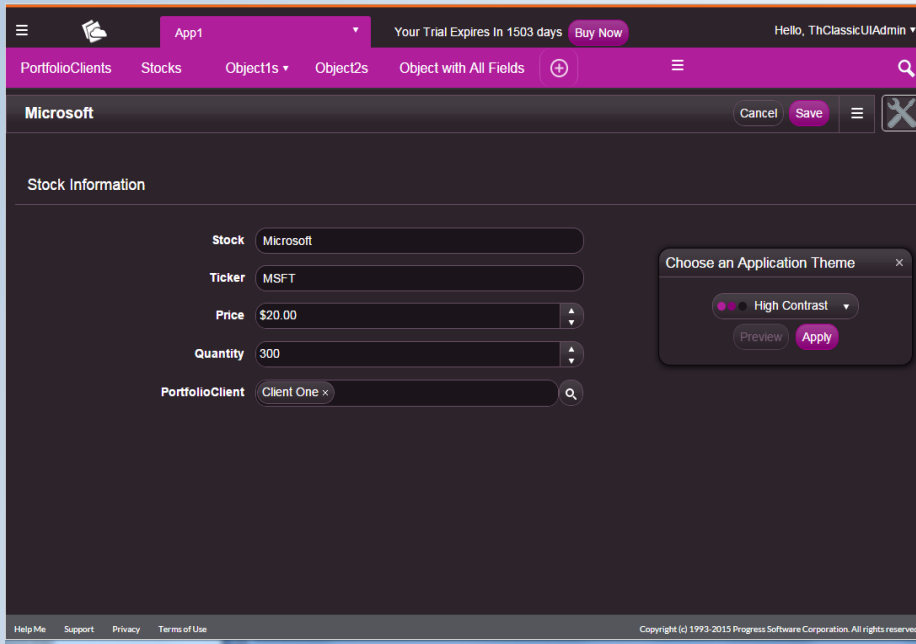 App1 ▾ Your Trial Expires In 1503 days Buy Now Hello, ThClassicUIAdmin ▾
PortfolioClients Stocks Object1s ▾ Object2s Object with All Fields
Microsoft Cancel Save
Stock Information
Stock Microsoft
Ticker MSFT
Price $20.00
Quantity 300
PortfolioClient Client One ×
Choose an Application Theme ×
High Contrast ▾
Preview Apply
Help Me Support Privacy Terms of Use Copyright (c) 1993-2015 Progress Software Corporation. All rights reserved